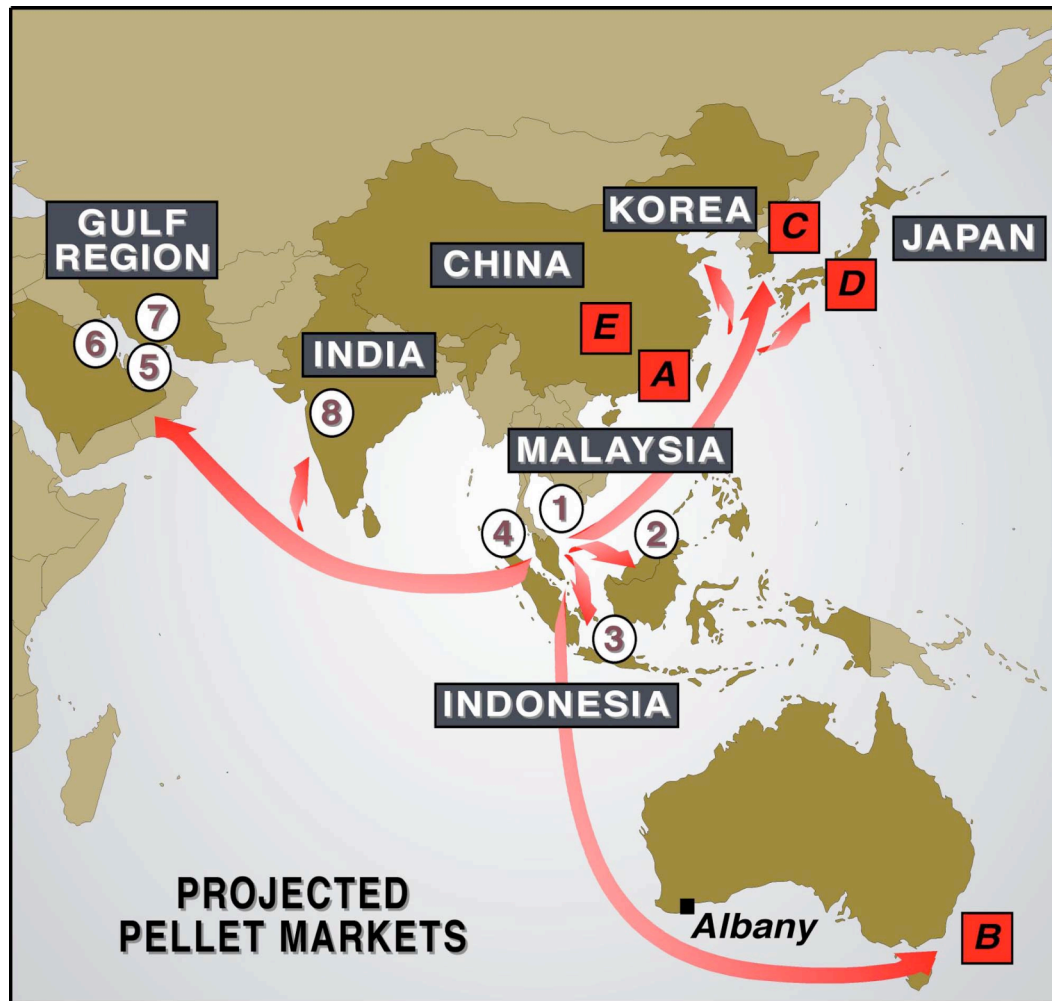 KOREA
C
GULF
REGION
JAPAN
CHINA
D
7
6
E
5
INDIA
A
8
MALAYSIA
1
4
2
3
INDONESIA
PROJECTED
PELLET MARKETS
Albany
B